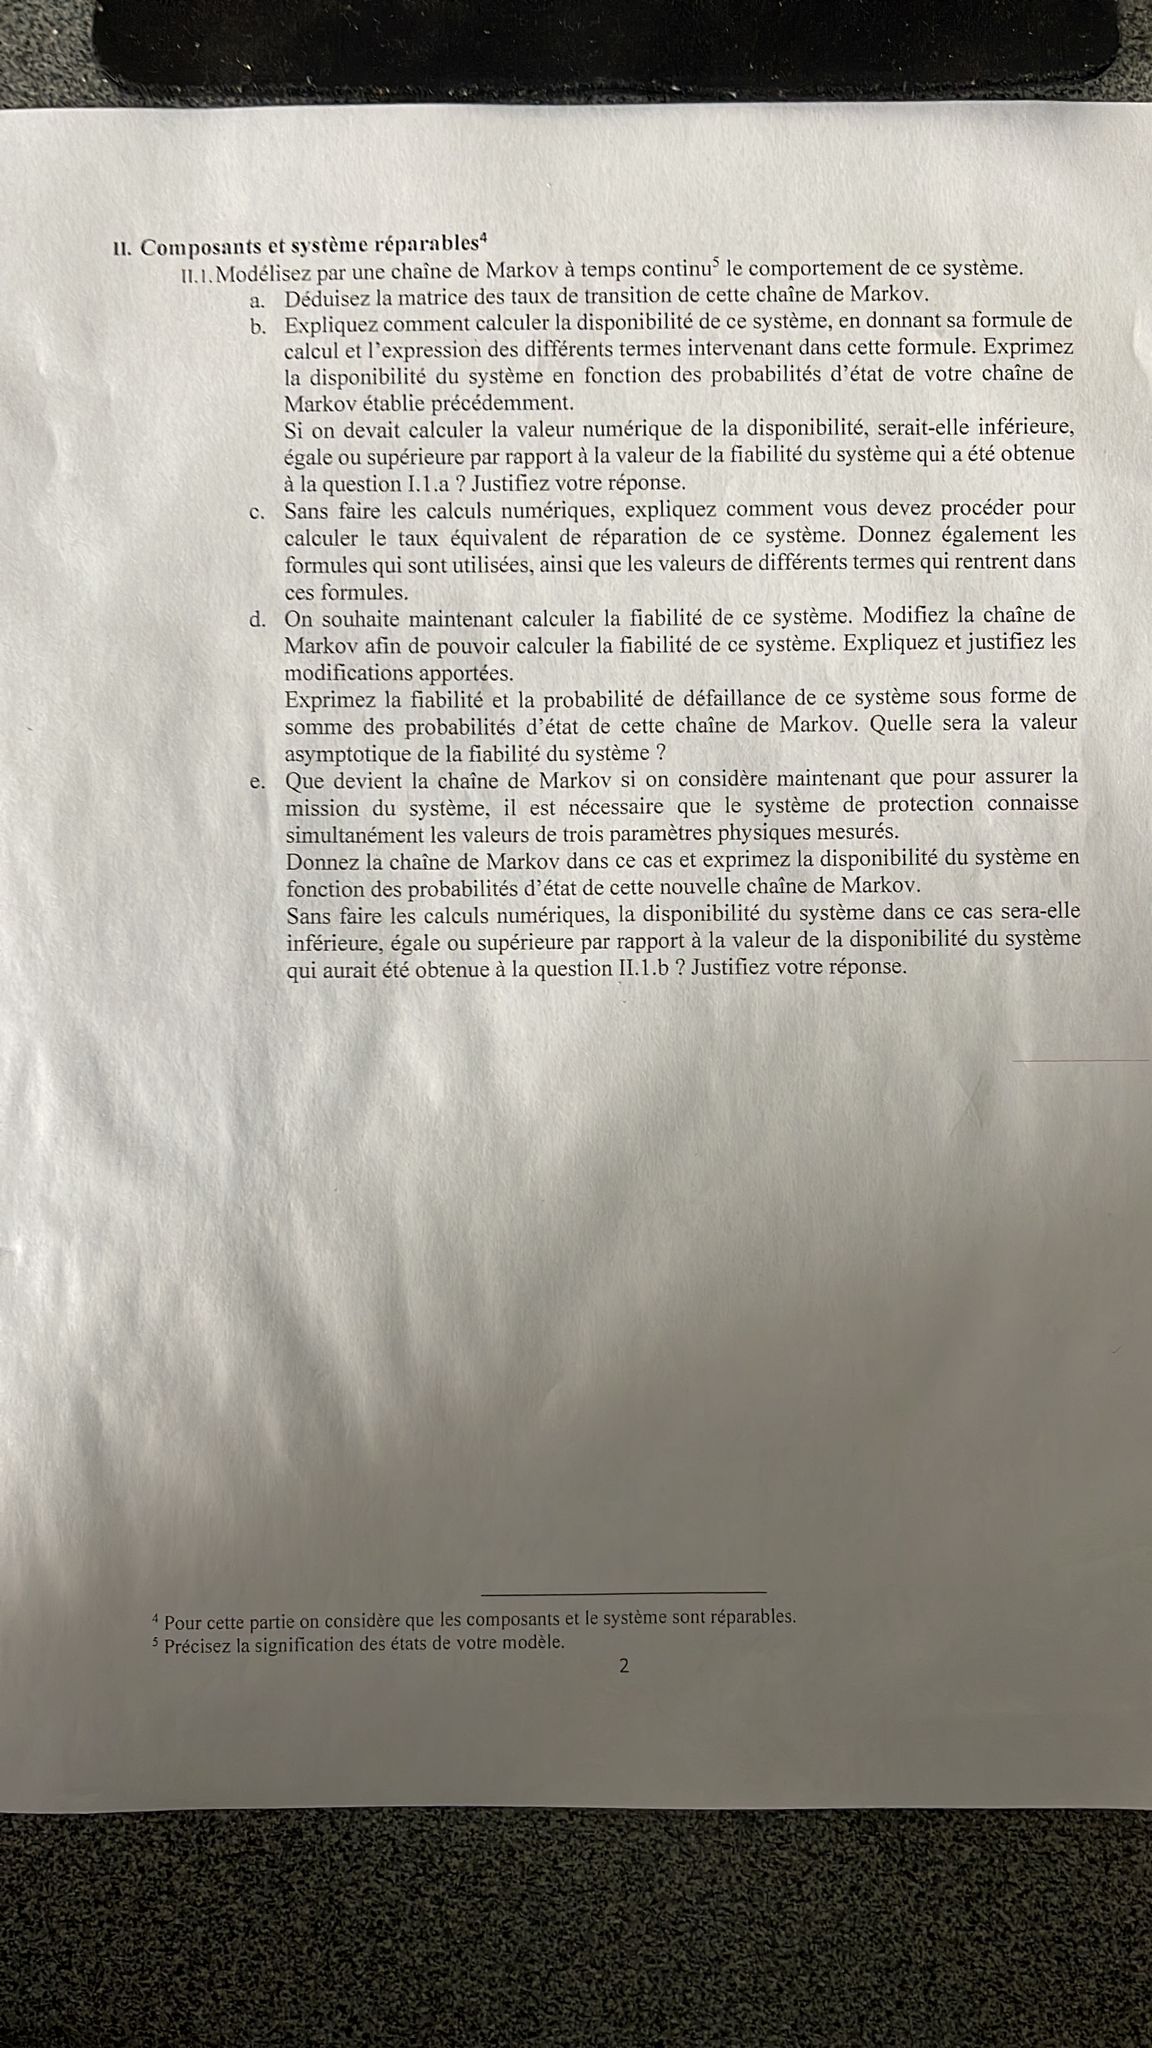 II. Composants et système réparables⁴
II.1. Modélisez par une chaîne de Markov à temps continu⁵ le comportement de ce système.
a. Déduisez la matrice des taux de transition de cette chaîne de Markov.
b. Expliquez comment calculer la disponibilité de ce système, en donnant sa formule de
calcul et l'expression des différents termes intervenant dans cette formule. Exprimez
la disponibilité du système en fonction des probabilités d'état de votre chaîne de
Markov établie précédemment.
Si on devait calculer la valeur numérique de la disponibilité, serait-elle inférieure,
égale ou supérieure par rapport à la valeur de la fiabilité du système qui a été obtenue
à la question I.1.a ? Justifiez votre réponse.
c. Sans faire les calculs numériques, expliquez comment vous devez procéder pour
calculer le taux équivalent de réparation de ce système. Donnez également les
formules qui sont utilisées, ainsi que les valeurs de différents termes qui rentrent dans
ces formules.
d. On souhaite maintenant calculer la fiabilité de ce système. Modifiez la chaîne de
Markov afin de pouvoir calculer la fiabilité de ce système. Expliquez et justifiez les
modifications apportées.
Exprimez la fiabilité et la probabilité de défaillance de ce système sous forme de
somme des probabilités d'état de cette chaîne de Markov. Quelle sera la valeur
asymptotique de la fiabilité du système ?
e. Que devient la chaîne de Markov si on considère maintenant que pour assurer la
mission du système, il est nécessaire que le système de protection connaisse
simultanément les valeurs de trois paramètres physiques mesurés.
Donnez la chaîne de Markov dans ce cas et exprimez la disponibilité du système en
fonction des probabilités d'état de cette nouvelle chaîne de Markov.
Sans faire les calculs numériques, la disponibilité du système dans ce cas sera-elle
inférieure, égale ou supérieure par rapport à la valeur de la disponibilité du système
qui aurait été obtenue à la question II.1.b ? Justifiez votre réponse.
⁴ Pour cette partie on considère que les composants et le système sont réparables.
⁵ Précisez la signification des états de votre modèle.
2